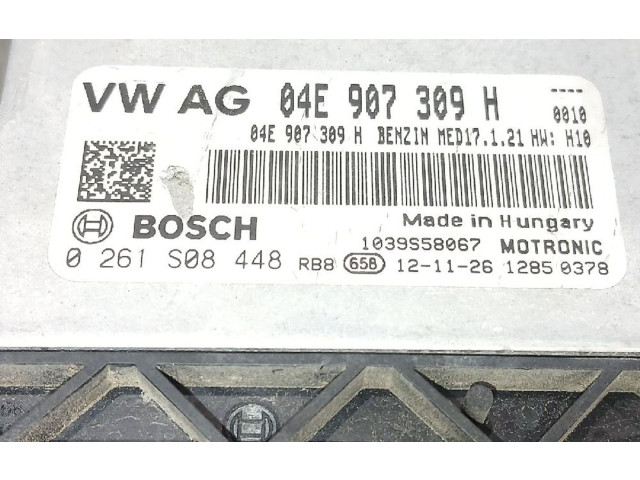 VW AG 04E 907 309 H ----
0010
04E 907 309 H BENZIN MED17.1.21 HW: H10
BOSCH
Made in Hungary
1039S58067 MOTRONIC
0 261 S08 448 RB8 658 12-11-26 1285 0378